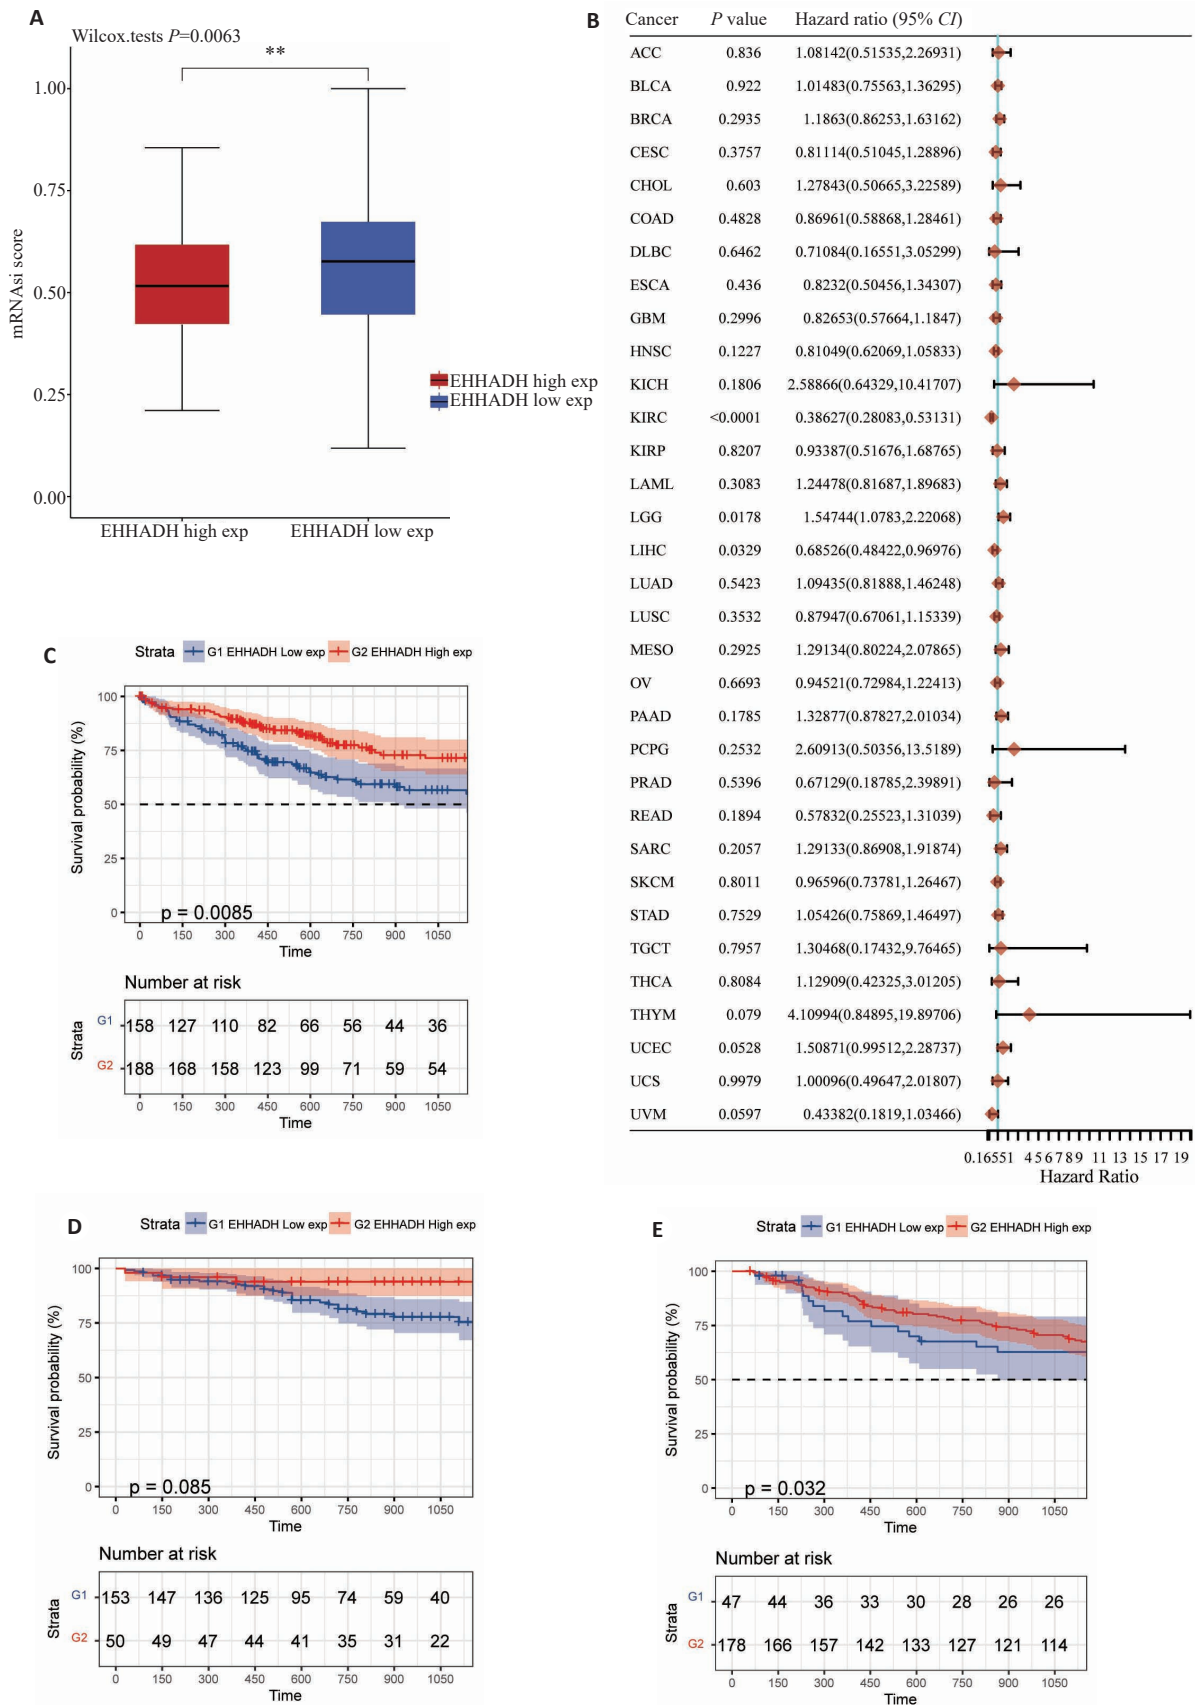 A
Wilcox.tests P=0.0063
**
1.00
0.75
0.50
0.25
0.00
mRNAsi score
EHHADH high exp
EHHADH low exp
EHHADH high exp
EHHADH low exp
B
Cancer P value Hazard ratio (95% CI)
ACC 0.836 1.08142(0.51535,2.26931)
BLCA 0.922 1.01483(0.75563,1.36295)
BRCA 0.2935 1.1863(0.86253,1.63162)
CESC 0.3757 0.81114(0.51045,1.28896)
CHOL 0.603 1.27843(0.50665,3.22589)
COAD 0.4828 0.86961(0.58868,1.28461)
DLBC 0.6462 0.71084(0.16551,3.05299)
ESCA 0.436 0.8232(0.50456,1.34307)
GBM 0.2996 0.82653(0.57664,1.1847)
HNSC 0.1227 0.81049(0.62069,1.05833)
KICH 0.1806 2.58866(0.64329,10.41707)
KIRC <0.0001 0.38627(0.28083,0.53131)
KIRP 0.8207 0.93387(0.51676,1.68765)
LAML 0.3083 1.24478(0.81687,1.89683)
LGG 0.0178 1.54744(1.0783,2.22068)
LIHC 0.0329 0.68526(0.48422,0.96976)
LUAD 0.5423 1.09435(0.81888,1.46248)
LUSC 0.3532 0.87947(0.67061,1.15339)
MESO 0.2925 1.29134(0.80224,2.07865)
OV 0.6693 0.94521(0.72984,1.22413)
PAAD 0.1785 1.32877(0.87827,2.01034)
PCPG 0.2532 2.60913(0.50356,13.5189)
PRAD 0.5396 0.67129(0.18785,2.39891)
READ 0.1894 0.57832(0.25523,1.31039)
SARC 0.2057 1.29133(0.86908,1.91874)
SKCM 0.8011 0.96596(0.73781,1.26467)
STAD 0.7529 1.05426(0.75869,1.46497)
TGCT 0.7957 1.30468(0.17432,9.76465)
THCA 0.8084 1.12909(0.42325,3.01205)
THYM 0.079 4.10994(0.84895,19.89706)
UCEC 0.0528 1.50871(0.99512,2.28737)
UCS 0.9979 1.00096(0.49647,2.01807)
UVM 0.0597 0.43382(0.1819,1.03466)
0.16551 4 5 6 7 8 9 11 13 15 17 19
Hazard Ratio
C
Strata G1 EHHADH Low exp G2 EHHADH High exp
100
75
50
25
0
Survival probability (%)
p = 0.0085
0 150 300 450 600 750 900 1050
Time
Number at risk
Strata
G1 158 127 110 82 66 56 44 36
G2 188 168 158 123 99 71 59 54
0 150 300 450 600 750 900 1050
Time
D
Strata G1 EHHADH Low exp G2 EHHADH High exp
100
75
50
25
0
Survival probability (%)
p = 0.085
0 150 300 450 600 750 900 1050
Time
Number at risk
Strata
G1 153 147 136 125 95 74 59 40
G2 50 49 47 44 41 35 31 22
0 150 300 450 600 750 900 1050
Time
E
Strata G1 EHHADH Low exp G2 EHHADH High exp
100
75
50
25
0
Survival probability (%)
p = 0.032
0 150 300 450 600 750 900 1050
Time
Number at risk
Strata
G1 47 44 36 33 30 28 26 26
G2 178 166 157 142 133 127 121 114
0 150 300 450 600 750 900 1050
Time